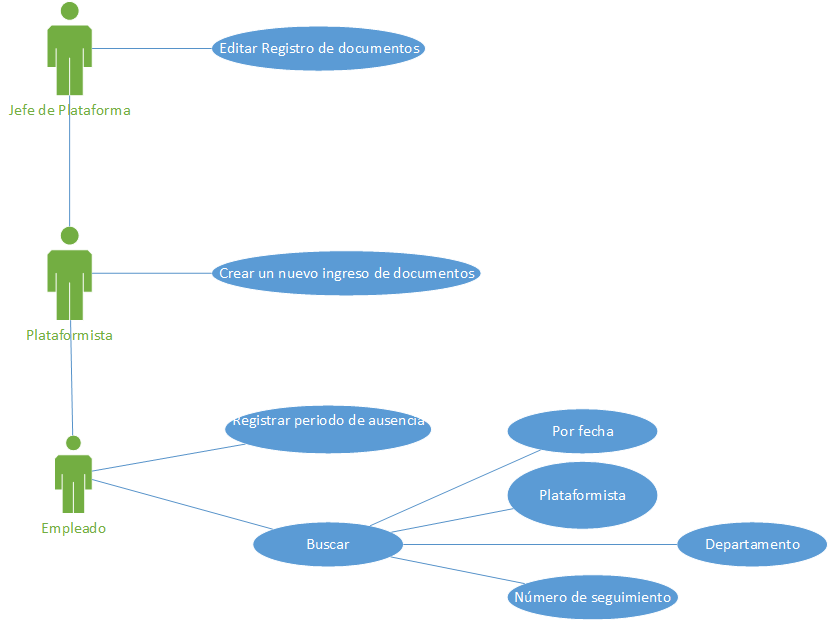 Editar Registro de documentos
Jefe de Plataforma
Crear un nuevo ingreso de documentos
Plataformista
Registrar periodo de ausencia
Por fecha
Plataformista
Empleado
Buscar
Departamento
Número de seguimiento